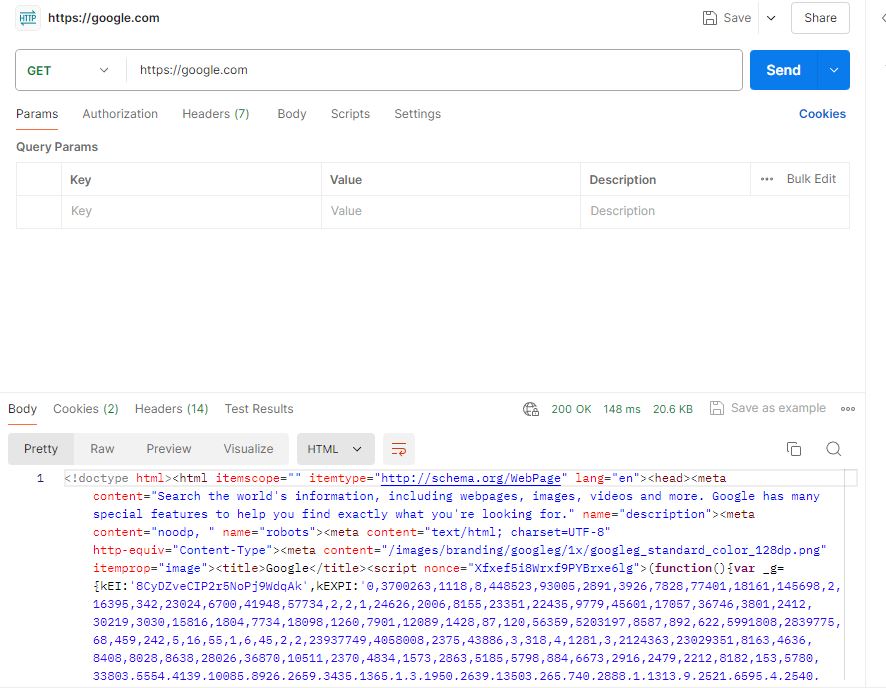 HTTP https://google.com Save Share
GET https://google.com Send
Params Authorization Headers (7) Body Scripts Settings Cookies
Query Params
Key Value Description ••• Bulk Edit
Key Value Description
Body Cookies (2) Headers (14) Test Results 200 OK 148 ms 20.6 KB Save as example
Pretty Raw Preview Visualize HTML
1 <!doctype html><html itemscope="" itemtype="http://schema.org/WebPage" lang="en"><head><meta
content="Search the world's information, including webpages, images, videos and more. Google has many
special features to help you find exactly what you're looking for." name="description"><meta
content="noodp, " name="robots"><meta content="text/html; charset=UTF-8"
http-equiv="Content-Type"><meta content="/images/branding/googleg/1x/googleg_standard_color_128dp.png"
itemprop="image"><title>Google</title><script nonce="Xfxef5i8Wrxf9PYBrxe6lg">(function(){var _g=
{kEI:'8CyDZveCIP2r5NoPj9WdqAk',kEXPI:'0,3700263,1118,8,448523,93005,2891,3926,7828,77401,18161,145698,2,
16395,342,23024,6700,41948,57734,2,2,1,24626,2006,8155,23351,22435,9779,45601,17057,36746,3801,2412,
30219,3030,15816,1804,7734,18098,1260,7901,12089,1428,87,120,56359,5203197,8587,892,622,5991808,2839775,
68,459,242,5,16,55,1,6,45,2,2,23937749,4058008,2375,43886,3,318,4,1281,3,2124363,23029351,8163,4636,
8408,8028,8638,28026,36870,10511,2370,4834,1573,2863,5185,5798,884,6673,2916,2479,2212,8182,153,5780,
33803,5554,4139,10085,8926,2659,3435,1365,1,3,1950,2639,13503,265,740,2888,1,1313,9,2521,6595,4,2540,